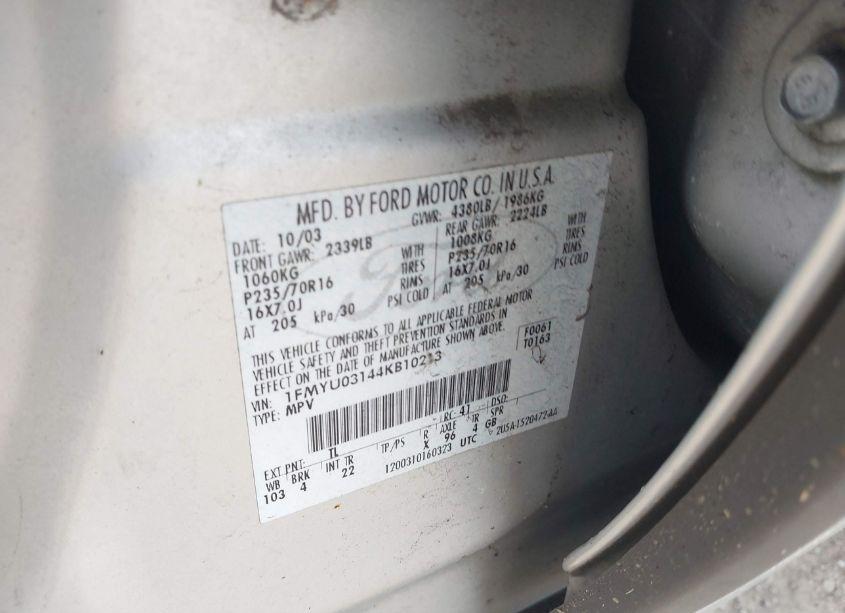 MFD. BY FORD MOTOR CO. IN U.S.A.
DATE: 10/03 GVWR: 4380LB/ 1986KG
FRONT GAWR: 2339LB REAR GAWR: 2224LB
1060KG WITH 1008KG WITH
P235/70R16 TIRES P235/70R16 TIRES
16X7.0J RIMS 16X7.0J RIMS
AT 205 kPa/30 PSI COLD AT 205 kPa/30 PSI COLD
Ford
THIS VEHICLE CONFORMS TO ALL APPLICABLE FEDERAL MOTOR
VEHICLE SAFETY AND THEFT PREVENTION STANDARDS IN
EFFECT ON DATE OF MANUFACTURE SHOWN ABOVE.
F0061
T0163
VIN: 1FMYU03144KB10213
TYPE: MPV
EXT PNT: TL RC: 41 DSO:
WB BRK INT TR TP/PS R AXLE TR SPR
103 4 22 X 96 4 GB
1200310160323 UTC